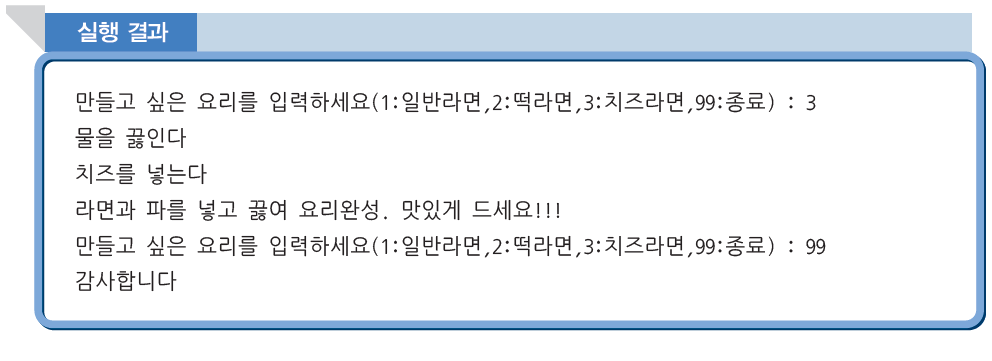 실행 결과
만들고 싶은 요리를 입력하세요(1:일반라면,2:떡라면,3:치즈라면,99:종료) : 3
물을 끓인다
치즈를 넣는다
라면과 파를 넣고 끓여 요리완성. 맛있게 드세요!!!
만들고 싶은 요리를 입력하세요(1:일반라면,2:떡라면,3:치즈라면,99:종료) : 99
감사합니다